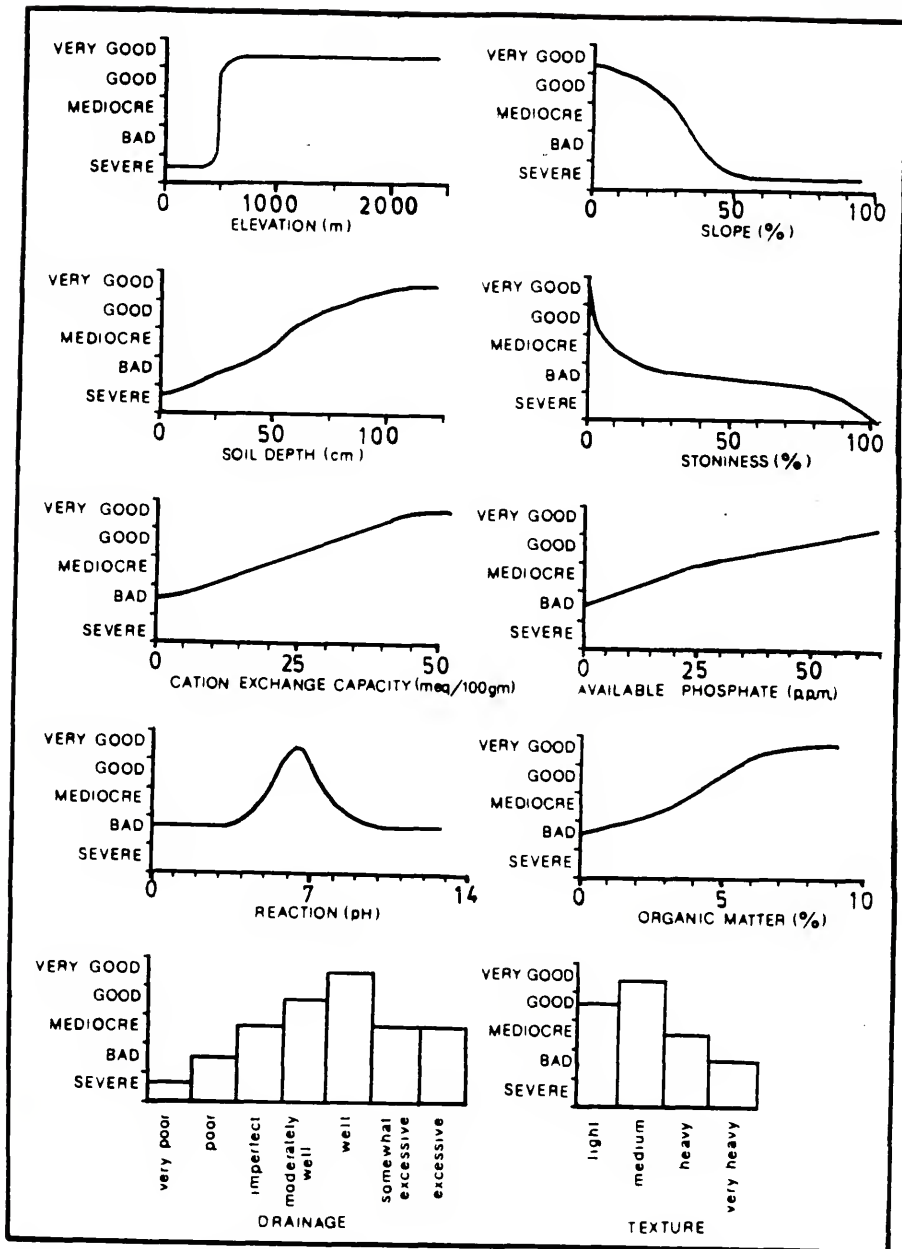 VERY GOOD
GOOD
MEDIOCRE
BAD
SEVERE
0 1000 2000
ELEVATION (m)
VERY GOOD
GOOD
MEDIOCRE
BAD
SEVERE
0 50 100
SLOPE (%)
VERY GOOD
GOOD
MEDIOCRE
BAD
SEVERE
0 50 100
SOIL DEPTH (cm)
VERY GOOD
GOOD
MEDIOCRE
BAD
SEVERE
0 50 100
STONINESS (%)
VERY GOOD
GOOD
MEDIOCRE
BAD
SEVERE
0 25 50
CATION EXCHANGE CAPACITY (meq/100gm)
VERY GOOD
GOOD
MEDIOCRE
BAD
SEVERE
0 25 50
AVAILABLE PHOSPHATE (p.p.m.)
VERY GOOD
GOOD
MEDIOCRE
BAD
SEVERE
0 7 14
REACTION (pH)
VERY GOOD
GOOD
MEDIOCRE
BAD
SEVERE
0 5 10
ORGANIC MATTER (%)
VERY GOOD
GOOD
MEDIOCRE
BAD
SEVERE
very poor
poor
imperfect
moderately
well
well
somewhat
excessive
excessive
DRAINAGE
VERY GOOD
GOOD
MEDIOCRE
BAD
SEVERE
light
medium
heavy
very heavy
TEXTURE